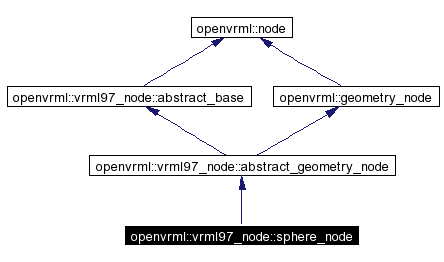 openvrml::node
openvrml::vrml97_node::abstract_base
openvrml::geometry_node
openvrml::vrml97_node::abstract_geometry_node
openvrml::vrml97_node::sphere_node